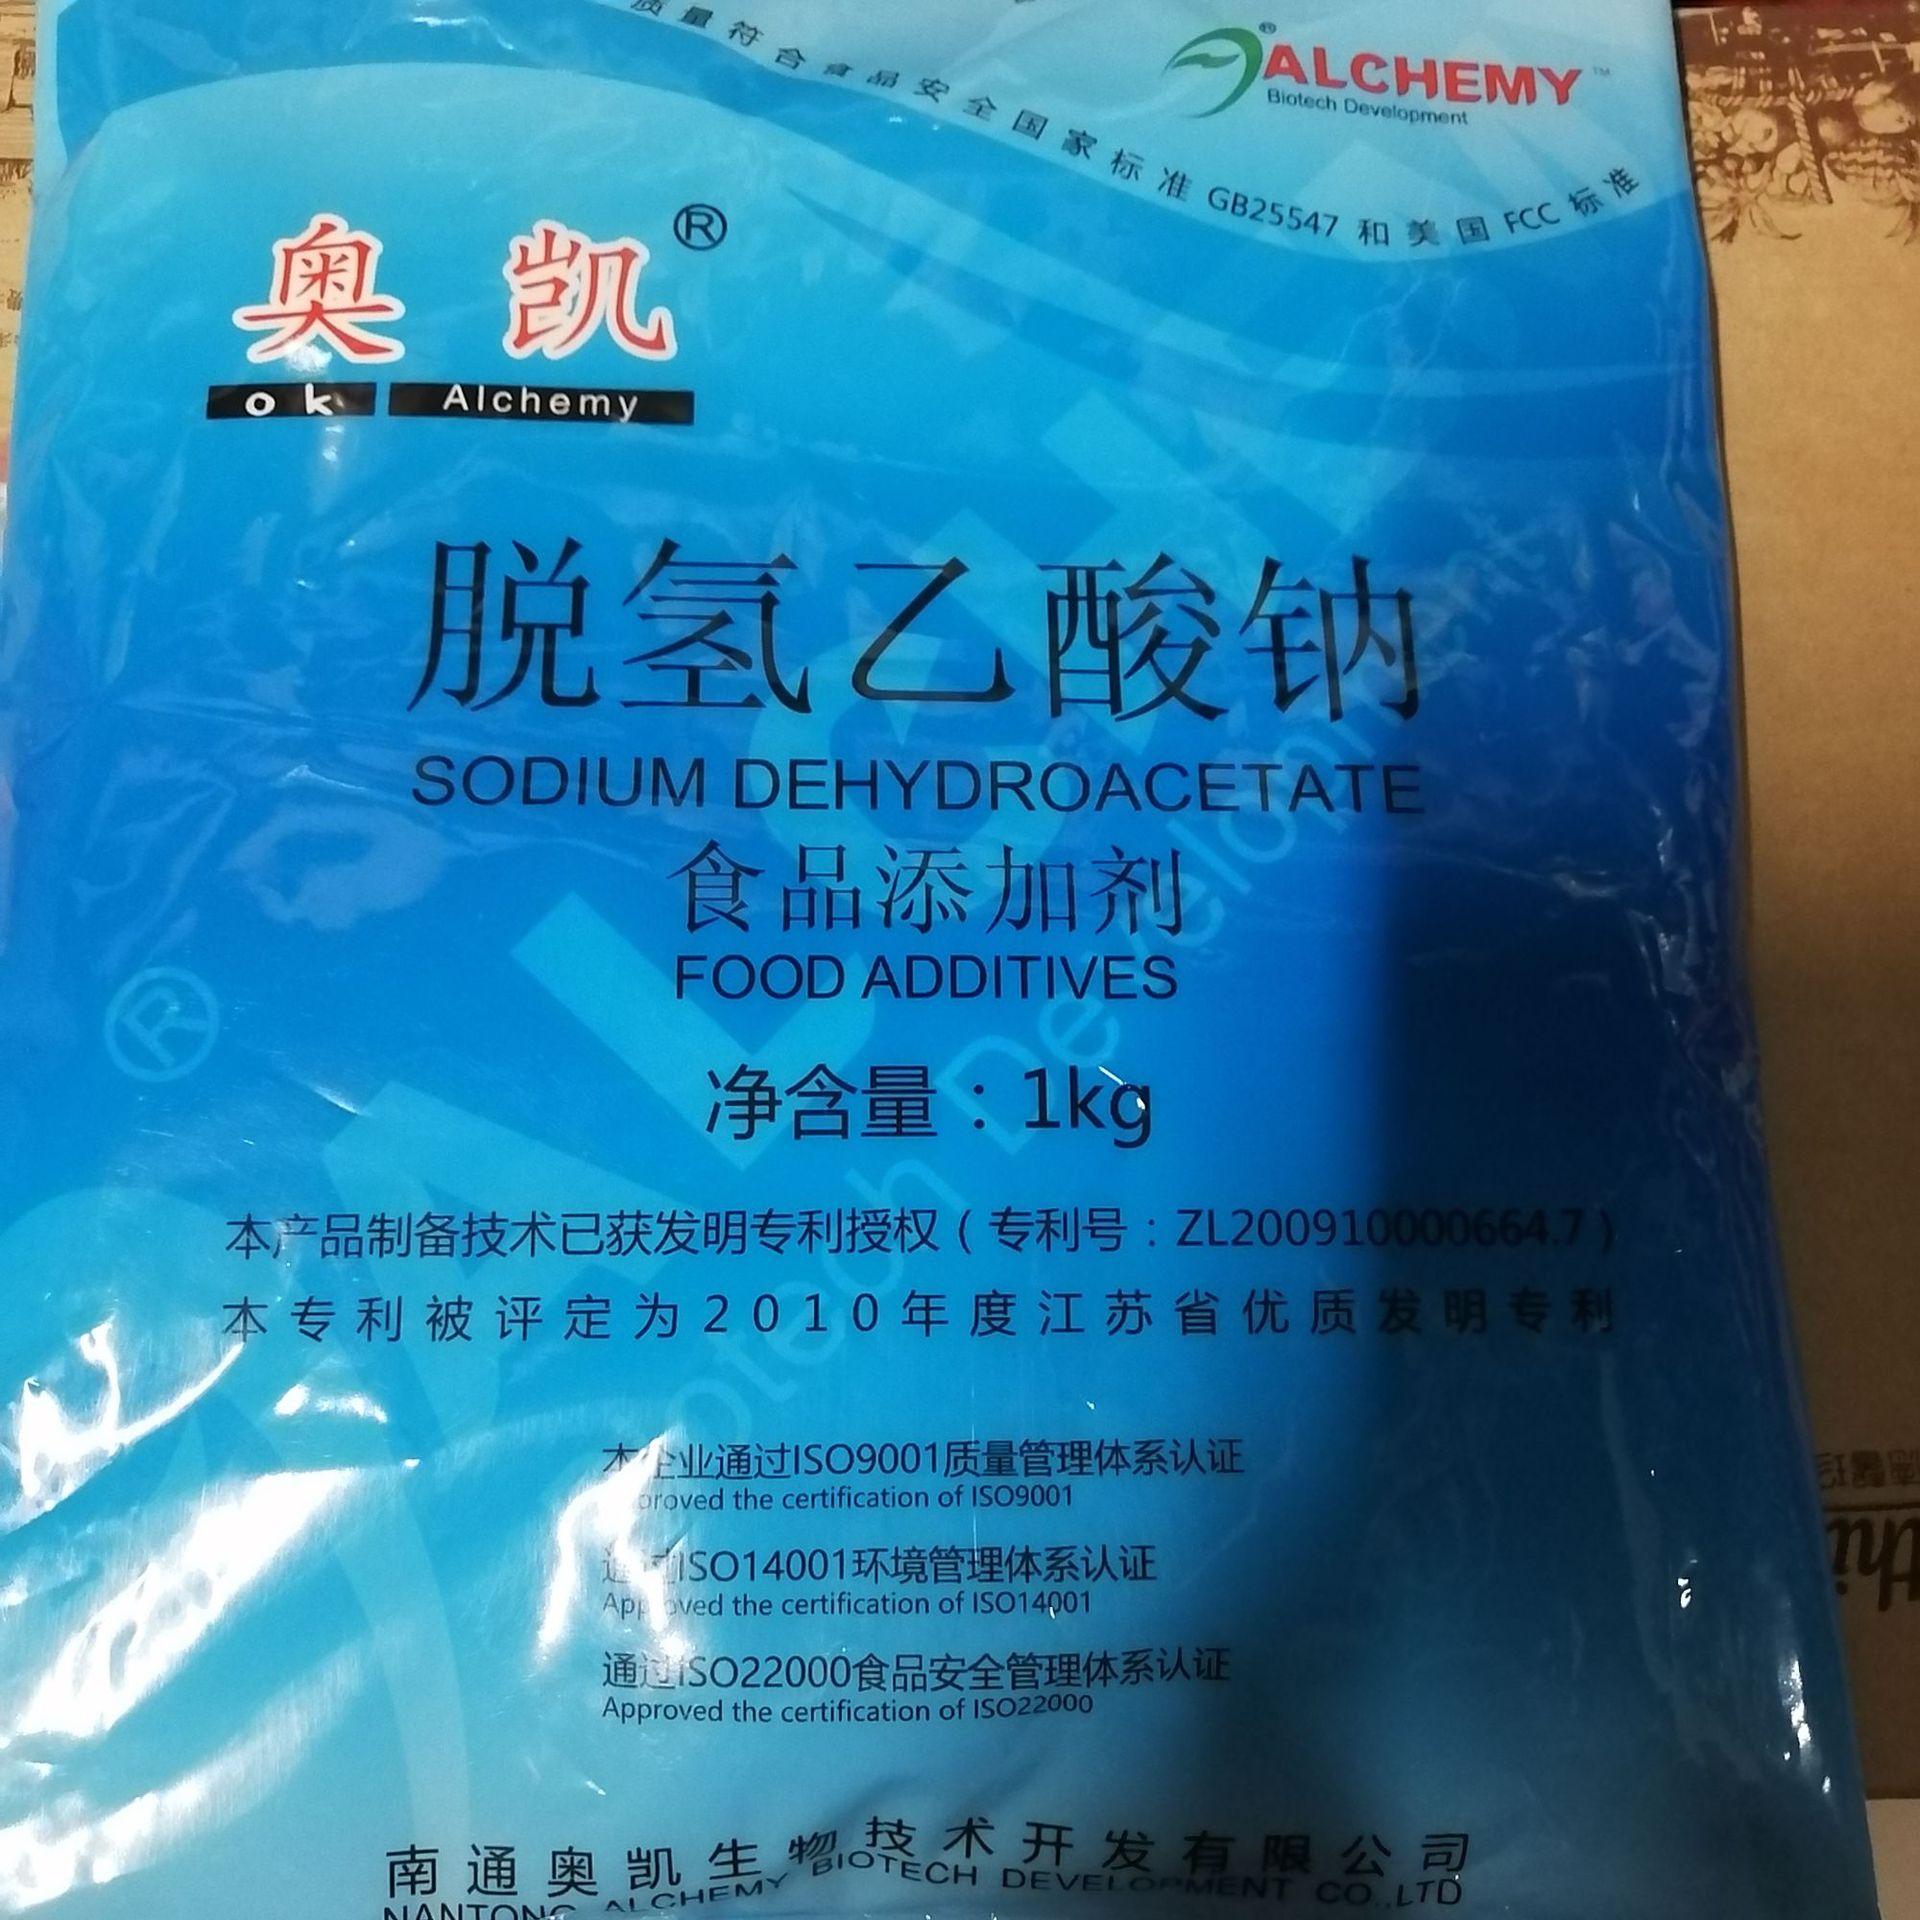 质量符合食品安全国家标准 GB25547 和美国 FCC 标准
ALCHEMY™
Biotech Development
奥凯®
ok Alchemy
脱氢乙酸钠
SODIUM DEHYDROACETATE
食品添加剂
FOOD ADDITIVES
净含量：1kg
本产品制备技术已获发明专利授权（专利号：ZL200910000664.7）
本专利被评定为2010年度江苏省优质发明专利
本企业通过ISO9001质量管理体系认证
the certification of ISO9001
通过ISO14001环境管理体系认证
Approved the certification of ISO14001
通过ISO22000食品安全管理体系认证
Approved the certification of ISO22000
南通奥凯生物技术开发有限公司
NANTONG ALCHEMY BIOTECH DEVELOPMENT CO.,LTD